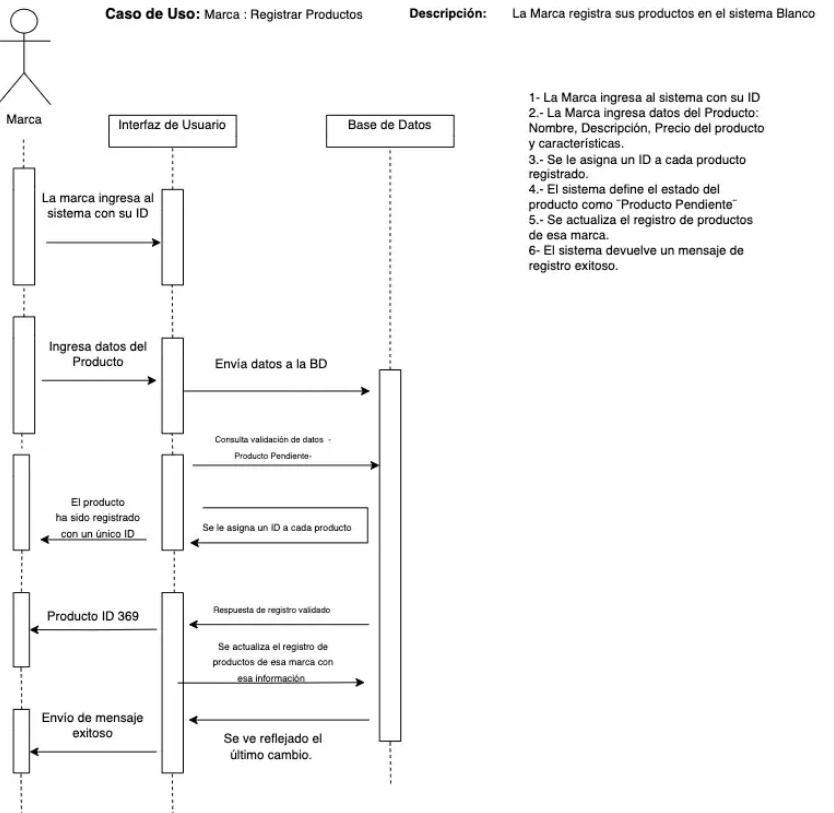 Caso de Uso: Marca : Registrar Productos
Descripción: La Marca registra sus productos en el sistema Blanco
1- La Marca ingresa al sistema con su ID
2.- La Marca ingresa datos del Producto:
Nombre, Descripción, Precio del producto
y características.
3.- Se le asigna un ID a cada producto
registrado.
4.- El sistema define el estado del
producto como ¨Producto Pendiente¨
5.- Se actualiza el registro de productos
de esa marca.
6- El sistema devuelve un mensaje de
registro exitoso.
Marca
Interfaz de Usuario
Base de Datos
La marca ingresa al
sistema con su ID
Ingresa datos del
Producto
Envía datos a la BD
Consulta validación de datos -
Producto Pendiente-
El producto
ha sido registrado
con un único ID
Se le asigna un ID a cada producto
Producto ID 369
Respuesta de registro validado
Se actualiza el registro de
productos de esa marca con
esa información
Envío de mensaje
exitoso
Se ve reflejado el
último cambio.